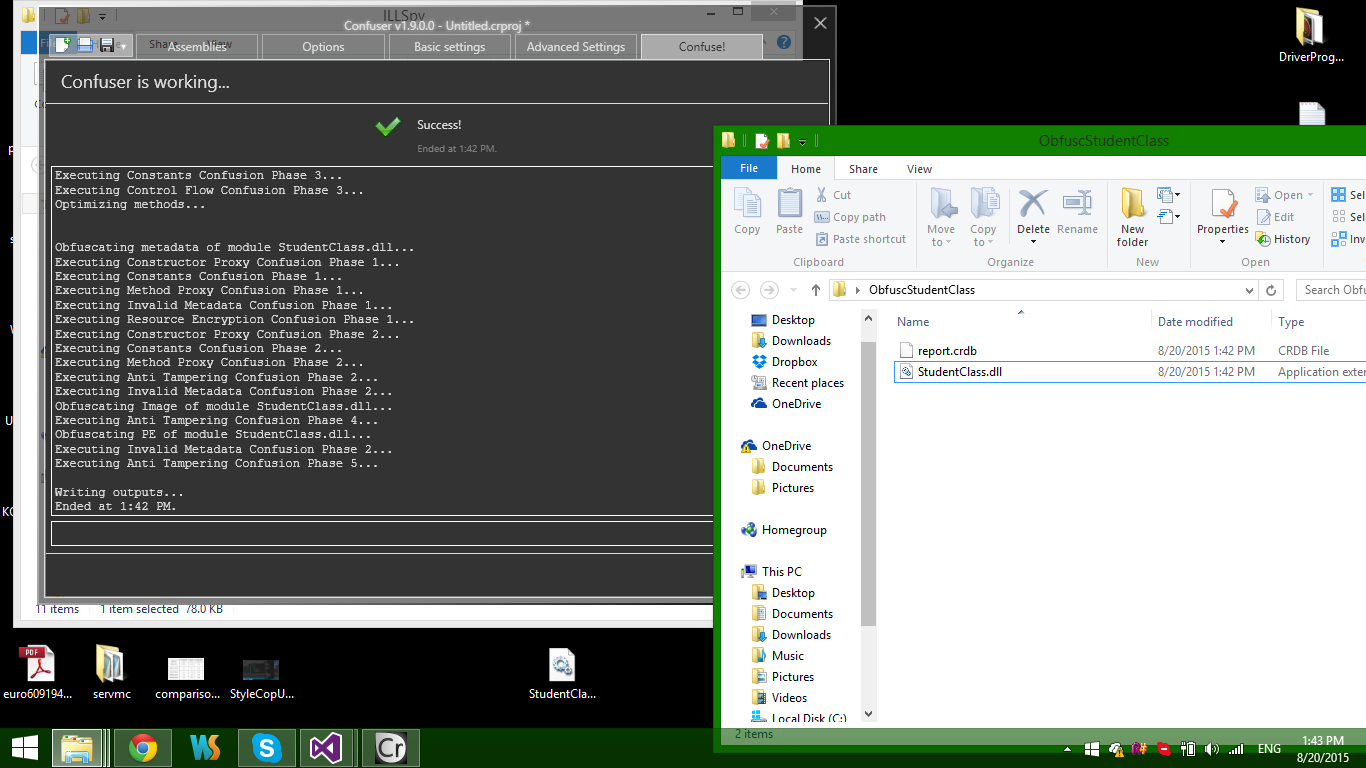 ILLSpy
Confuser v1.9.0.0 - Untitled.crproj *
File
Share
View
Assemblies
Options
Basic settings
Advanced Settings
Confuse!
Confuser is working...
Success!
Ended at 1:42 PM.
Executing Constants Confusion Phase 3...
Executing Control Flow Confusion Phase 3...
Optimizing methods...
Obfuscating metadata of module StudentClass.dll...
Executing Constructor Proxy Confusion Phase 1...
Executing Constants Confusion Phase 1...
Executing Method Proxy Confusion Phase 1...
Executing Invalid Metadata Confusion Phase 1...
Executing Resource Encryption Confusion Phase 1...
Executing Constructor Proxy Confusion Phase 2...
Executing Constants Confusion Phase 2...
Executing Method Proxy Confusion Phase 2...
Executing Anti Tampering Confusion Phase 2...
Executing Invalid Metadata Confusion Phase 2...
Obfuscating Image of module StudentClass.dll...
Executing Anti Tampering Confusion Phase 4...
Obfuscating PE of module StudentClass.dll...
Executing Invalid Metadata Confusion Phase 2...
Executing Anti Tampering Confusion Phase 5...
Writing outputs...
Ended at 1:42 PM.
11 items 1 item selected 78.0 KB
DriverProg...
ObfuscStudentClass
File Home Share View
Copy
Paste
Cut
Copy path
Paste shortcut
Clipboard
Move to
Copy to
Delete
Rename
Organize
New folder
New
Properties
Open
Edit
History
Open
Sel
Sel
Inv
ObfuscStudentClass
Search Obfu
Name Date modified Type
report.crdb 8/20/2015 1:42 PM CRDB File
StudentClass.dll 8/20/2015 1:42 PM Application exter
Desktop
Downloads
Dropbox
Recent places
OneDrive
OneDrive
Documents
Pictures
Homegroup
This PC
Desktop
Documents
Downloads
Music
Pictures
Videos
Local Disk (C:)
2 items
PDF
euro609194...
servmc
compariso...
StyleCopU...
StudentCla...
Cr
ENG
1:43 PM
8/20/2015